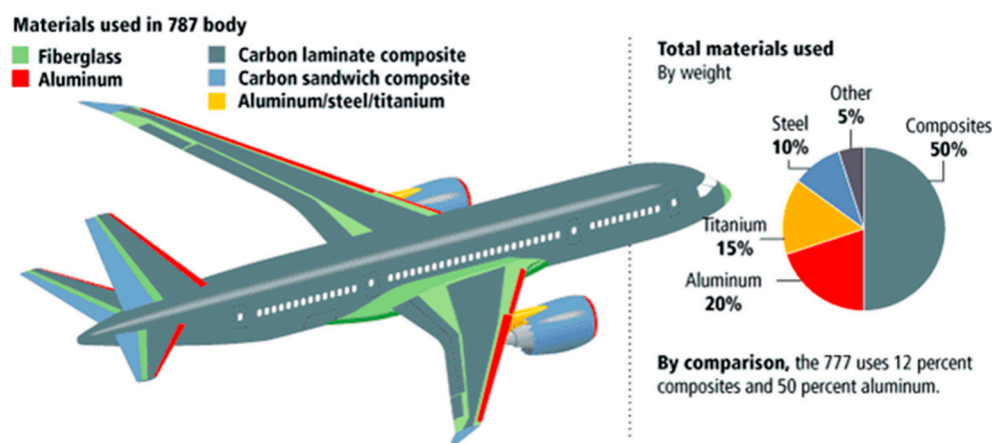 Materials used in 787 body
Fiberglass
Aluminum
Carbon laminate composite
Carbon sandwich composite
Aluminum/steel/titanium
Total materials used
By weight
Other
5%
Steel
10%
Composites
50%
Titanium
15%
Aluminum
20%
By comparison, the 777 uses 12 percent
composites and 50 percent aluminum.